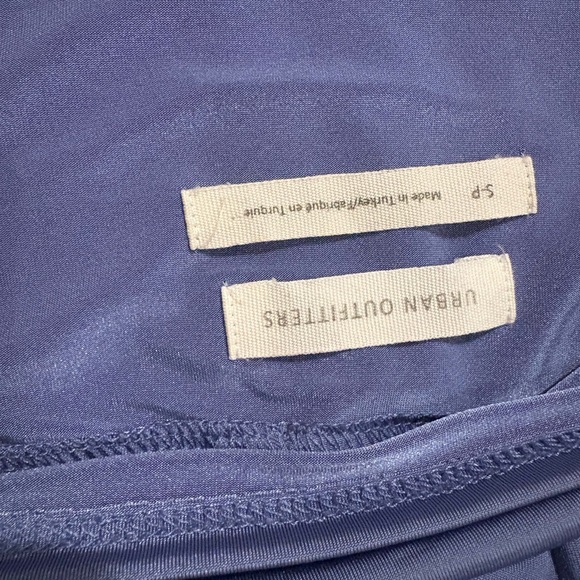 URBAN OUTFITTERS
S-P
Made in Turkey/Fabriqué en Turquie